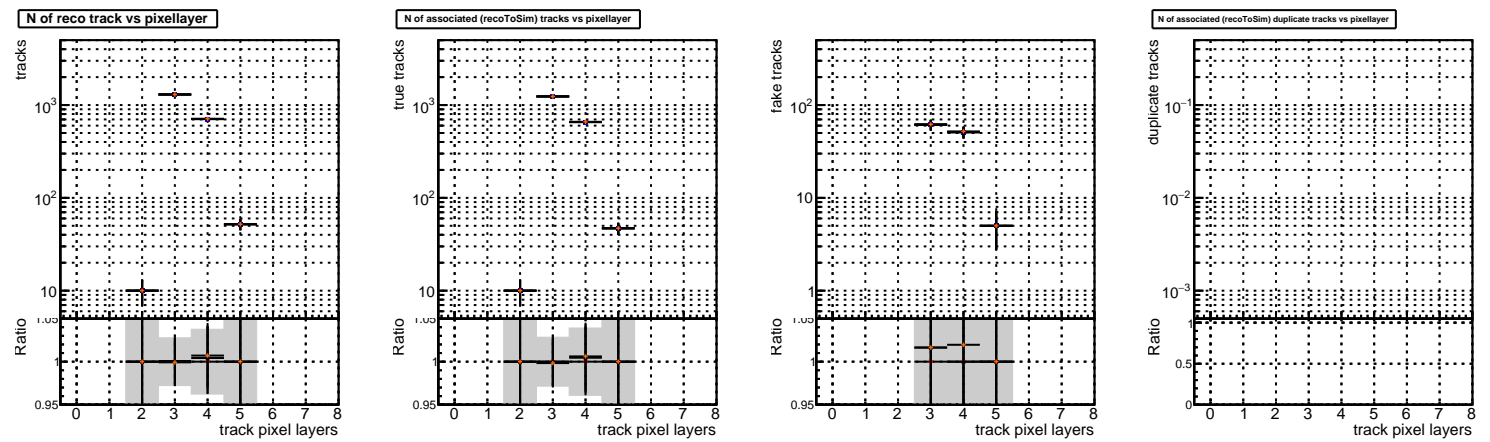 N of reco track vs pixellayer
tracks
10³
10²
10
Ratio
1.05
1
0.95
0 1 2 3 4 5 6 7 8
track pixel layers
N of associated (recoToSim) tracks vs pixellayer
true tracks
10³
10²
10
Ratio
1.05
1
0.95
0 1 2 3 4 5 6 7 8
track pixel layers
fake tracks
10²
10
1
Ratio
1.05
1
0.95
0 1 2 3 4 5 6 7 8
track pixel layers
N of associated (recoToSim) duplicate tracks vs pixellayer
duplicate tracks
10⁻¹
10⁻²
10⁻³
Ratio
1
0.5
0
0 1 2 3 4 5 6 7 8
track pixel layers